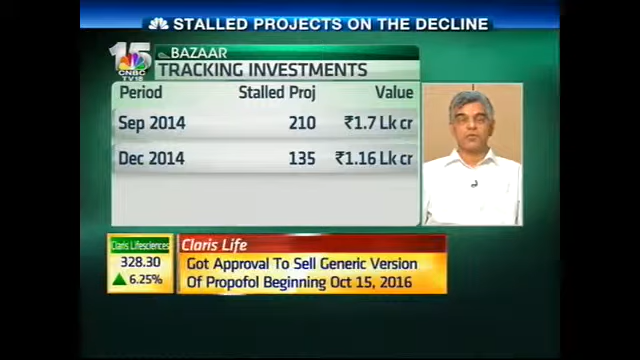 STALLED PROJECTS ON THE DECLINE
15
CNBC
TV18
BAZAAR
TRACKING INVESTMENTS
Period Stalled Proj Value
Sep 2014 210 ₹1.7 Lk cr
Dec 2014 135 ₹1.16 Lk cr
Claris Lifesciences
328.30
6.25%
Claris Life
Got Approval To Sell Generic Version
Of Propofol Beginning Oct 15, 2016